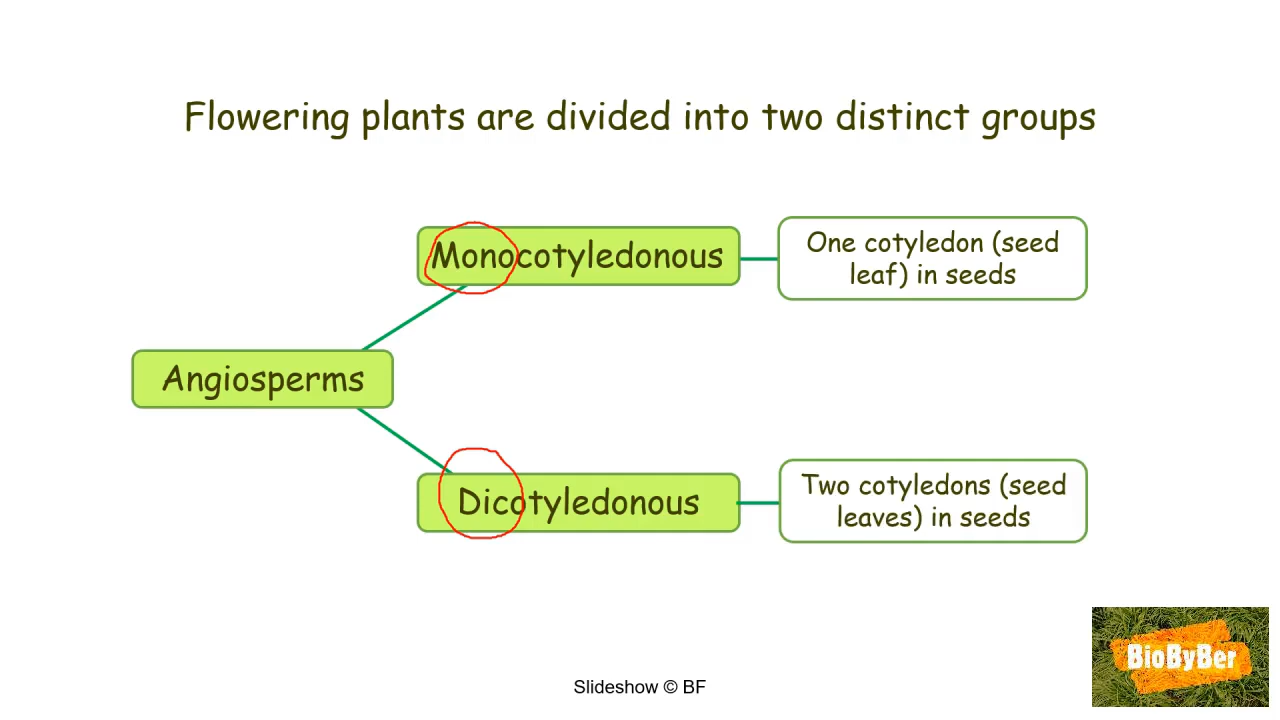 Flowering plants are divided into two distinct groups
Monocotyledonous
One cotyledon (seed
leaf) in seeds
Angiosperms
Dicotyledonous
Two cotyledons (seed
leaves) in seeds
BioByBer
Slideshow © BF